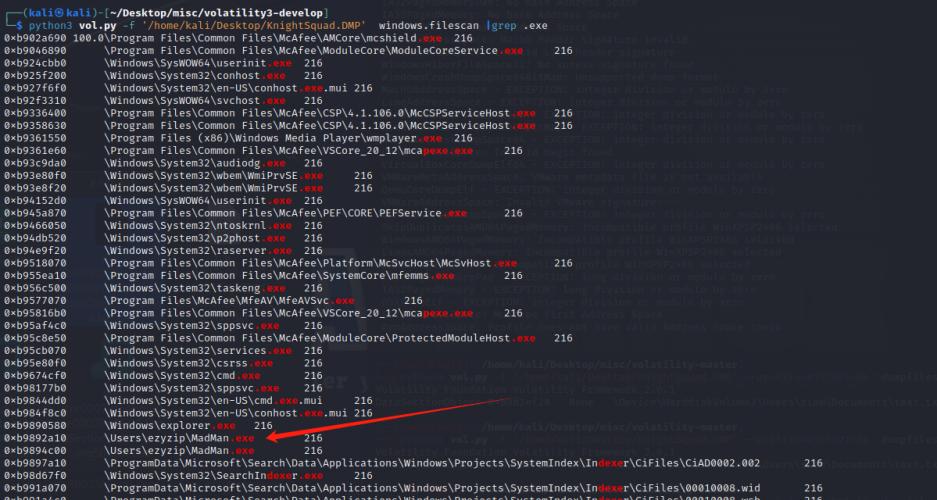 ┌──(kali㉿kali)-[~/Desktop/misc/volatility3-develop]
└─$ python3 vol.py -f '/home/kali/Desktop/KnightSquad.DMP' windows.filescan |grep .exe
0×b902a690 100.0\Program Files\Common Files\McAfee\AMCore\mcshield.exe 216
0×b9046890 \Program Files\Common Files\McAfee\ModuleCore\ModuleCoreService.exe 216
0×b924cbb0 \Windows\SysWOW64\userinit.exe 216
0×b925f200 \Windows\System32\conhost.exe 216
0×b927f6f0 \Windows\System32\en-US\conhost.exe.mui 216
0×b92f3310 \Windows\SysWOW64\svchost.exe 216
0×b9336400 \Program Files\Common Files\McAfee\CSP\4.1.106.0\McCSPServiceHost.exe 216
0×b9358630 \Program Files\Common Files\McAfee\CSP\4.1.106.0\McCSPServiceHost.exe 216
0×b9361550 \Program Files (x86)\Windows Media Player\wmplayer.exe 216
0×b9361e60 \Program Files\Common Files\McAfee\VSCore_20_12\mcapexe.exe 216
0×b93c9da0 \Windows\System32\audiodg.exe 216
0×b93e80f0 \Windows\System32\wbem\WmiPrvSE.exe 216
0×b93e8f20 \Windows\System32\wbem\WmiPrvSE.exe 216
0×b94152d0 \Windows\SysWOW64\userinit.exe 216
0×b945a870 \Program Files\Common Files\McAfee\PEF\CORE\PEFService.exe 216
0×b9466050 \Windows\System32\ntoskrnl.exe 216
0×b94db520 \Windows\System32\p2phost.exe 216
0×b94e9f20 \Windows\System32\raserver.exe 216
0×b9518070 \Program Files\Common Files\McAfee\Platform\McSvcHost\McSvHost.exe 216
0×b955ea10 \Program Files\Common Files\McAfee\SystemCore\mfemms.exe 216
0×b956c500 \Windows\System32\taskeng.exe 216
0×b9577070 \Program Files\McAfee\MfeAV\MfeAVSvc.exe 216
0×b95816b0 \Program Files\Common Files\McAfee\VSCore_20_12\mcapexe.exe 216
0×b95af4c0 \Windows\System32\sppsvc.exe 216
0×b95c8e50 \Program Files\Common Files\McAfee\ModuleCore\ProtectedModuleHost.exe 216
0×b95cb070 \Windows\System32\services.exe 216
0×b95e80f0 \Windows\System32\csrss.exe 216
0×b9674cf0 \Windows\System32\cmd.exe 216
0×b98177b0 \Windows\System32\sppsvc.exe 216
0×b9844dd0 \Windows\System32\en-US\cmd.exe.mui 216
0×b984f8c0 \Windows\System32\en-US\conhost.exe.mui 216
0×b9890580 \Windows\explorer.exe 216
0×b9892a10 \Users\ezyzip\MadMan.exe 216
0×b9894c00 \Users\ezyzip\MadMan.exe 216
0×b9897a10 \ProgramData\Microsoft\Search\Data\Applications\Windows\Projects\SystemIndex\Indexer\CiFiles\CiAD0002.002 216
0×b98d67f0 \Windows\System32\SearchIndexer.exe 216
0×b991a070 \ProgramData\Microsoft\Search\Data\Applications\Windows\Projects\SystemIndex\Indexer\CiFiles\00010008.wid 216